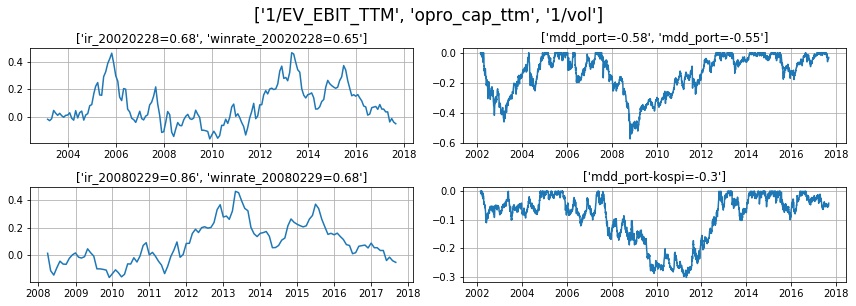 ['1/EV_EBIT_TTM', 'opro_cap_ttm', '1/vol']
['ir_20020228=0.68', 'winrate_20020228=0.65']
0.4
0.2
0.0
2004 2006 2008 2010 2012 2014 2016 2018
['mdd_port=-0.58', 'mdd_port=-0.55']
0.0
−0.2
−0.4
−0.6
2002 2004 2006 2008 2010 2012 2014 2016 2018
['ir_20080229=0.86', 'winrate_20080229=0.68']
0.4
0.2
0.0
2008 2009 2010 2011 2012 2013 2014 2015 2016 2017 2018
['mdd_port-kospi=-0.3']
0.0
−0.1
−0.2
−0.3
2002 2004 2006 2008 2010 2012 2014 2016 2018